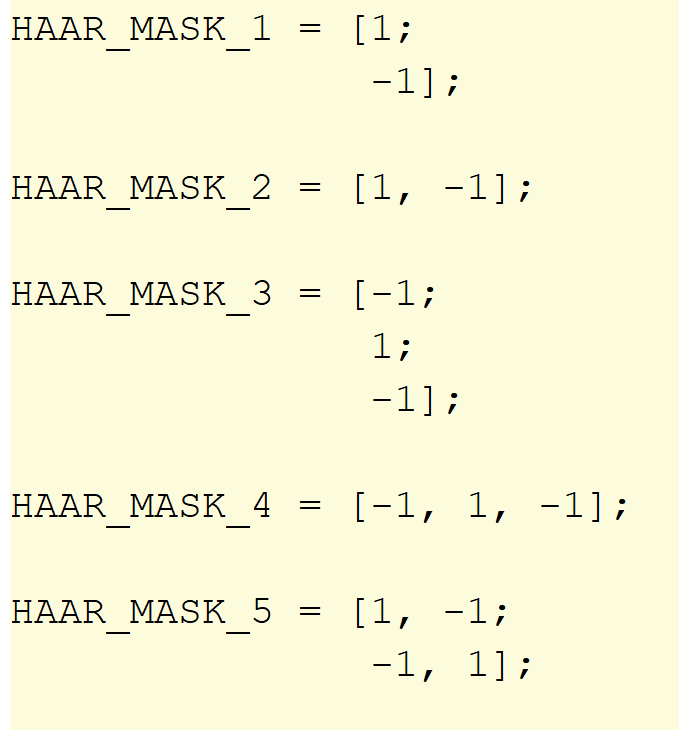 HAAR_MASK_1 = [1;
-1];
HAAR_MASK_2 = [1, -1];
HAAR_MASK_3 = [-1;
1;
-1];
HAAR_MASK_4 = [-1, 1, -1];
HAAR_MASK_5 = [1, -1;
-1, 1];